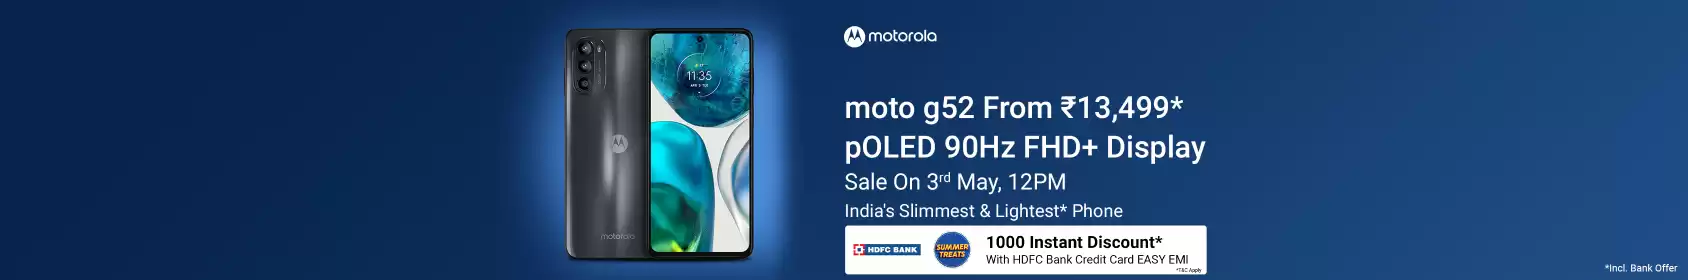 motorola
moto g52 From ₹13,499*
pOLED 90Hz FHD+ Display
Sale On 3rd May, 12PM
India's Slimmest & Lightest* Phone
HDFC BANK
SUMMER
TREATS
1000 Instant Discount*
With HDFC Bank Credit Card EASY EMI
*T&C Apply
*Incl. Bank Offer
11:35
motorola